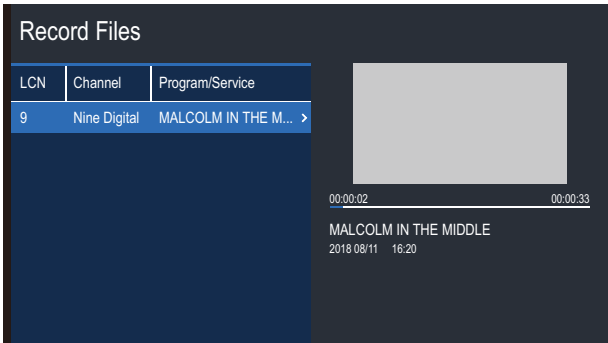 Record Files
LCN Channel Program/Service
9 Nine Digital MALCOLM IN THE M... >
00:00:02 00:00:33
MALCOLM IN THE MIDDLE
2018 08/11 16:20